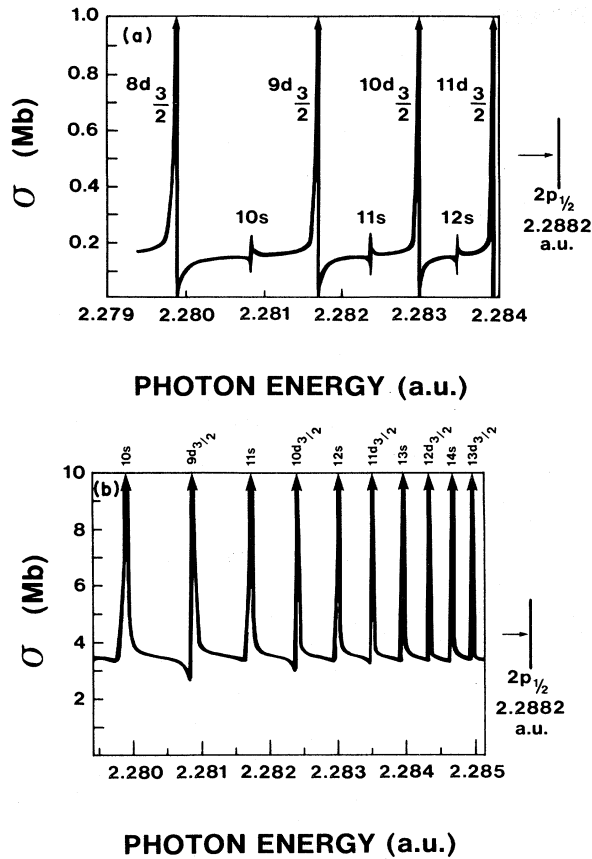 1.0
(a)
8d 3/2
9d 3/2
10d 3/2
11d 3/2
0.8
0.6
0.4
0.2
σ (Mb)
10s
11s
12s
2p1/2
2.2882
a.u.
2.279
2.280
2.281
2.282
2.283
2.284
PHOTON ENERGY (a.u.)
10s
9d3/2
11s
10d3/2
12s
11d3/2
13s
12d3/2
14s
13d3/2
10
(b)
8
6
4
2
σ (Mb)
2p1/2
2.2882
a.u.
2.280
2.281
2.282
2.283
2.284
2.285
PHOTON ENERGY (a.u.)